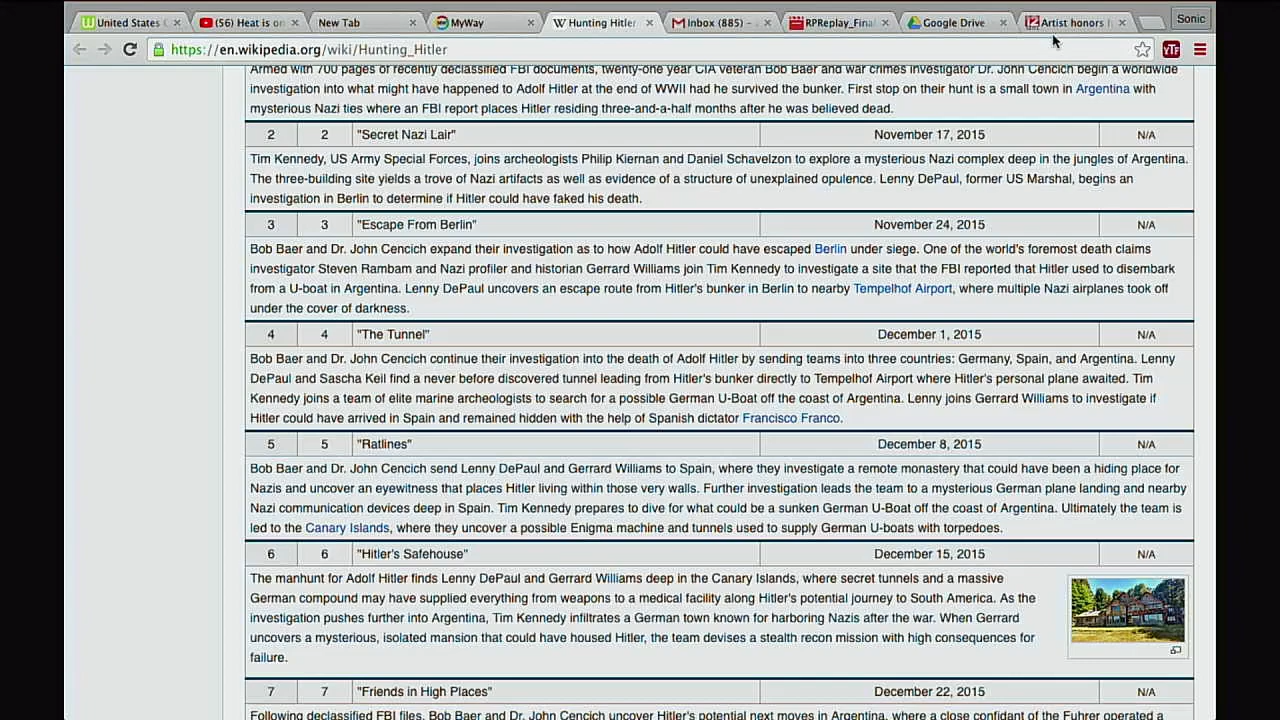 United States
(56) Heat is on
New Tab
MyWay
Hunting Hitler
Inbox (885) –
RPReplay_Final
Google Drive
Artist honors
Sonic
https://en.wikipedia.org/wiki/Hunting_Hitler
YTF
Armed with 700 pages of recently declassified FBI documents, twenty-one year CIA veteran Bob Baer and war crimes investigator Dr. John Cencich begin a worldwide
investigation into what might have happened to Adolf Hitler at the end of WWII had he survived the bunker. First stop on their hunt is a small town in Argentina with
mysterious Nazi ties where an FBI report places Hitler residing three-and-a-half months after he was believed dead.
2 2 "Secret Nazi Lair" November 17, 2015 N/A
Tim Kennedy, US Army Special Forces, joins archeologists Philip Kiernan and Daniel Schavelzon to explore a mysterious Nazi complex deep in the jungles of Argentina.
The three-building site yields a trove of Nazi artifacts as well as evidence of a structure of unexplained opulence. Lenny DePaul, former US Marshal, begins an
investigation in Berlin to determine if Hitler could have faked his death.
3 3 "Escape From Berlin" November 24, 2015 N/A
Bob Baer and Dr. John Cencich expand their investigation as to how Adolf Hitler could have escaped Berlin under siege. One of the world's foremost death claims
investigator Steven Rambam and Nazi profiler and historian Gerrard Williams join Tim Kennedy to investigate a site that the FBI reported that Hitler used to disembark
from a U-boat in Argentina. Lenny DePaul uncovers an escape route from Hitler's bunker in Berlin to nearby Tempelhof Airport, where multiple Nazi airplanes took off
under the cover of darkness.
4 4 "The Tunnel" December 1, 2015 N/A
Bob Baer and Dr. John Cencich continue their investigation into the death of Adolf Hitler by sending teams into three countries: Germany, Spain, and Argentina. Lenny
DePaul and Sascha Keil find a never before discovered tunnel leading from Hitler's bunker directly to Tempelhof Airport where Hitler's personal plane awaited. Tim
Kennedy joins a team of elite marine archeologists to search for a possible German U-Boat off the coast of Argentina. Lenny joins Gerrard Williams to investigate if
Hitler could have arrived in Spain and remained hidden with the help of Spanish dictator Francisco Franco.
5 5 "Ratlines" December 8, 2015 N/A
Bob Baer and Dr. John Cencich send Lenny DePaul and Gerrard Williams to Spain, where they investigate a remote monastery that could have been a hiding place for
Nazis and uncover an eyewitness that places Hitler living within those very walls. Further investigation leads the team to a mysterious German plane landing and nearby
Nazi communication devices deep in Spain. Tim Kennedy prepares to dive for what could be a sunken German U-Boat off the coast of Argentina. Ultimately the team is
led to the Canary Islands, where they uncover a possible Enigma machine and tunnels used to supply German U-boats with torpedoes.
6 6 "Hitler's Safehouse" December 15, 2015 N/A
The manhunt for Adolf Hitler finds Lenny DePaul and Gerrard Williams deep in the Canary Islands, where secret tunnels and a massive
German compound may have supplied everything from weapons to a medical facility along Hitler's potential journey to South America. As the
investigation pushes further into Argentina, Tim Kennedy infiltrates a German town known for harboring Nazis after the war. When Gerrard
uncovers a mysterious, isolated mansion that could have housed Hitler, the team devises a stealth recon mission with high consequences for
failure.
7 7 "Friends in High Places" December 22, 2015 N/A
Following declassified FBI files, Bob Baer and Dr. John Cencich uncover Hitler's potential next moves in Argentina, where a close confidant of the Fuhrer operated a